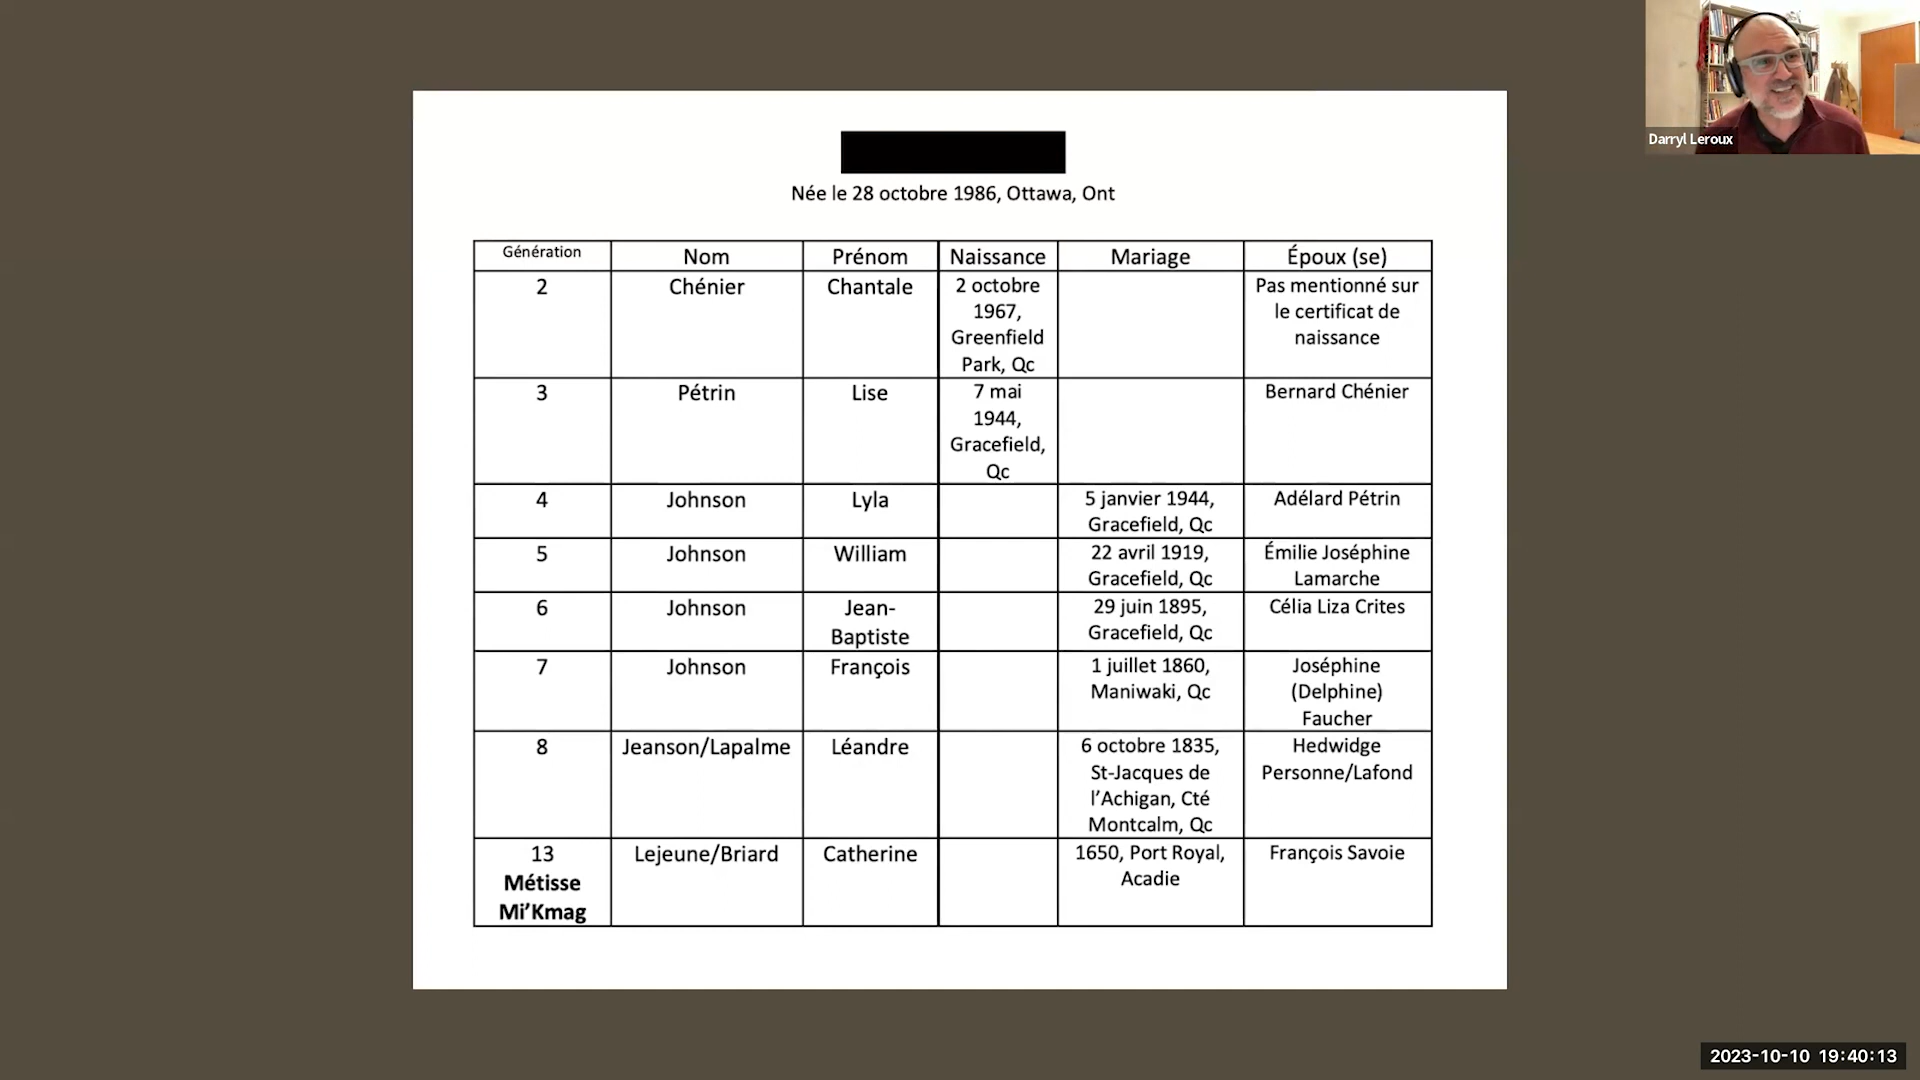 Darryl Leroux
Née le 28 octobre 1986, Ottawa, Ont
Génération Nom Prénom Naissance Mariage Époux (se)
2 Chénier Chantale 2 octobre
1967,
Greenfield
Park, Qc
Pas mentionné sur
le certificat de
naissance
3 Pétrin Lise 7 mai
1944,
Gracefield,
Qc
Bernard Chénier
4 Johnson Lyla 5 janvier 1944,
Gracefield, Qc
Adélard Pétrin
5 Johnson William 22 avril 1919,
Gracefield, Qc
Émilie Joséphine
Lamarche
6 Johnson Jean-
Baptiste
29 juin 1895,
Gracefield, Qc
Célia Liza Crites
7 Johnson François 1 juillet 1860,
Maniwaki, Qc
Joséphine
(Delphine)
Faucher
8 Jeanson/Lapalme Léandre 6 octobre 1835,
St-Jacques de
l'Achigan, Cté
Montcalm, Qc
Hedwidge
Personne/Lafond
13
Métisse
Mi'Kmag
Lejeune/Briard Catherine 1650, Port Royal,
Acadie
François Savoie
2023-10-10 19:40:13